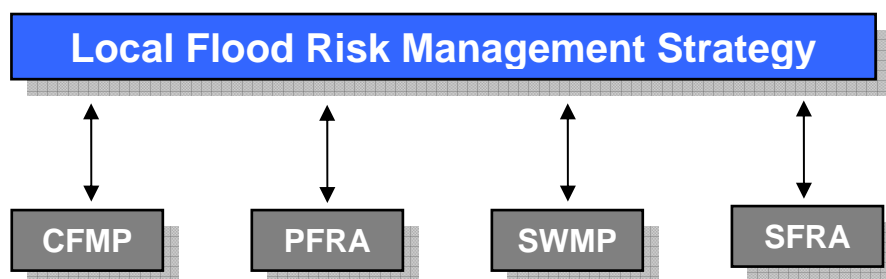 Local Flood Risk Management Strategy
CFMP PFRA SWMP SFRA